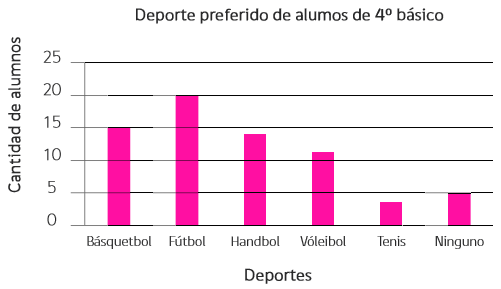 Deporte preferido de alumos de 4º básico
Cantidad de alumnos
25
20
15
10
5
0
Básquetbol Fútbol Handbol Vóleibol Tenis Ninguno
Deportes